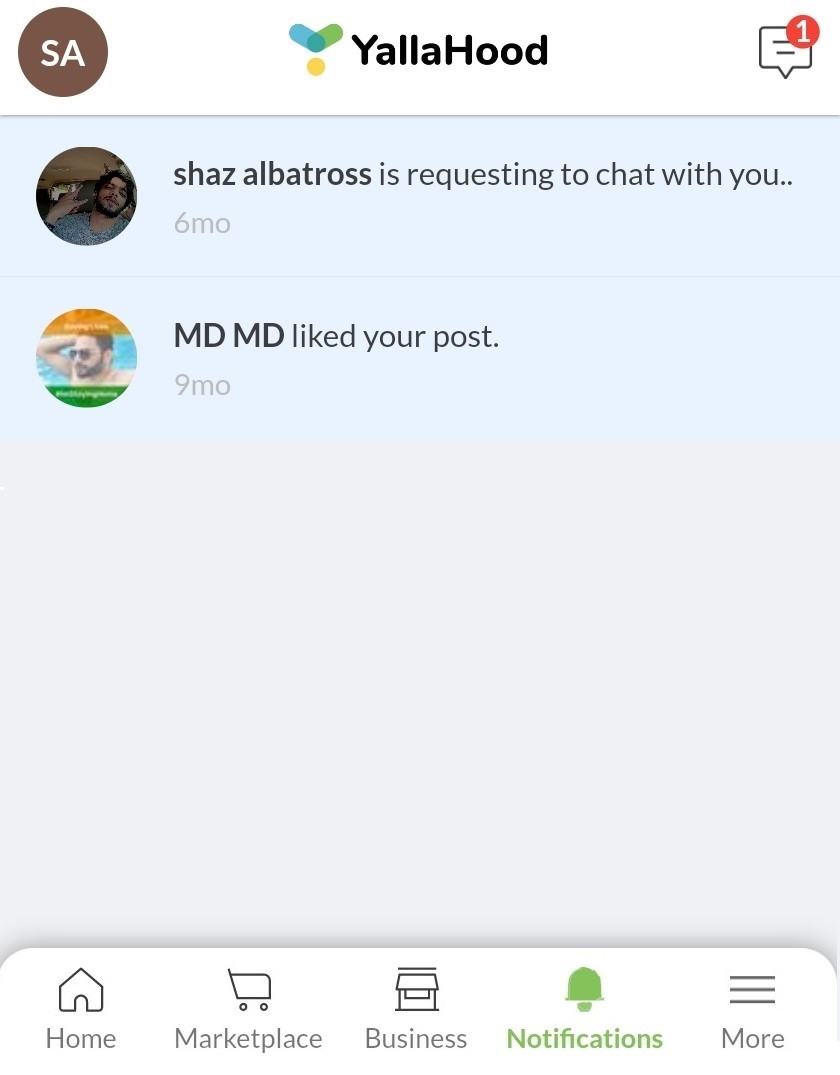 SA
YallaHood
1
shaz albatross is requesting to chat with you..
6mo
MD MD liked your post.
9mo
Home
Marketplace
Business
Notifications
More